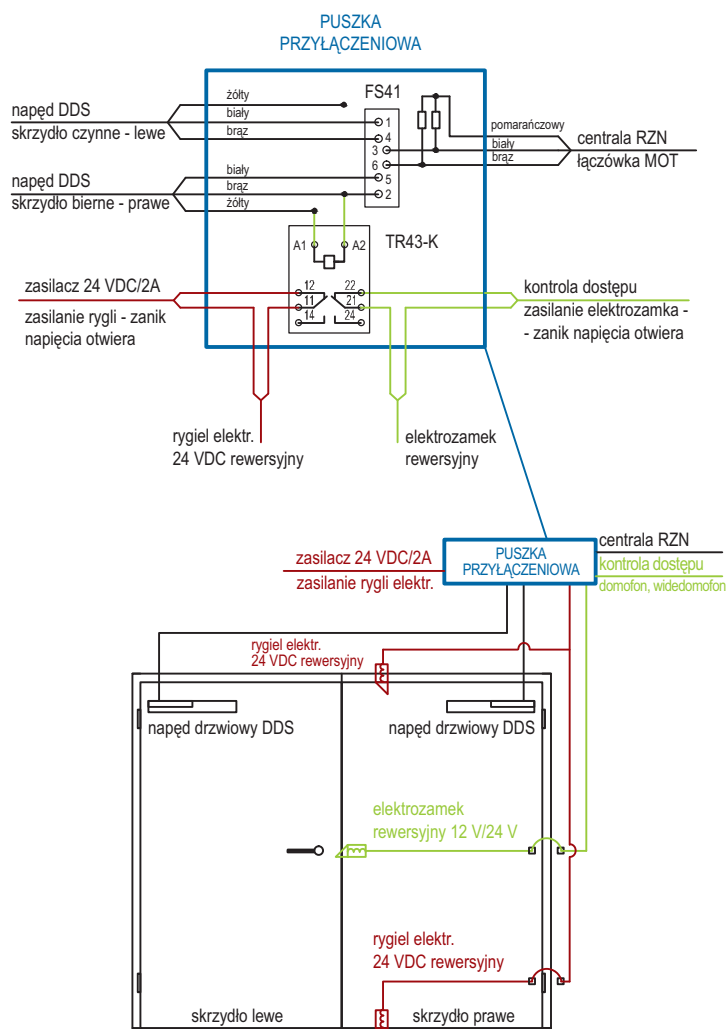 PUSZKA
PRZYŁĄCZENIOWA
FS41
żółty
napęd DDS
biały
1
skrzydło czynne - lewe
brąz
4
pomarańczowy
centrala RZN
3
biały
6
brąz
łączówka MOT
napęd DDS
biały
5
brąz
2
skrzydło bierne - prawe
żółty
TR43-K
A1
A2
zasilacz 24 VDC/2A
12
22
kontrola dostępu
11
21
zasilanie rygli - zanik
napięcia otwiera
14
24
zasilanie elektrozamka -
- zanik napięcia otwiera
rygiel elektr.
24 VDC rewersyjny
elektrozamek
rewersyjny
centrala RZN
zasilacz 24 VDC/2A
PUSZKA
PRZYŁĄCZENIOWA
kontrola dostępu
zasilanie rygli elektr.
domofon, widedomofon
rygiel elektr.
24 VDC rewersyjny
napęd drzwiowy DDS
napęd drzwiowy DDS
elektrozamek
rewersyjny 12 V/24 V
rygiel elektr.
24 VDC rewersyjny
skrzydło lewe
skrzydło prawe